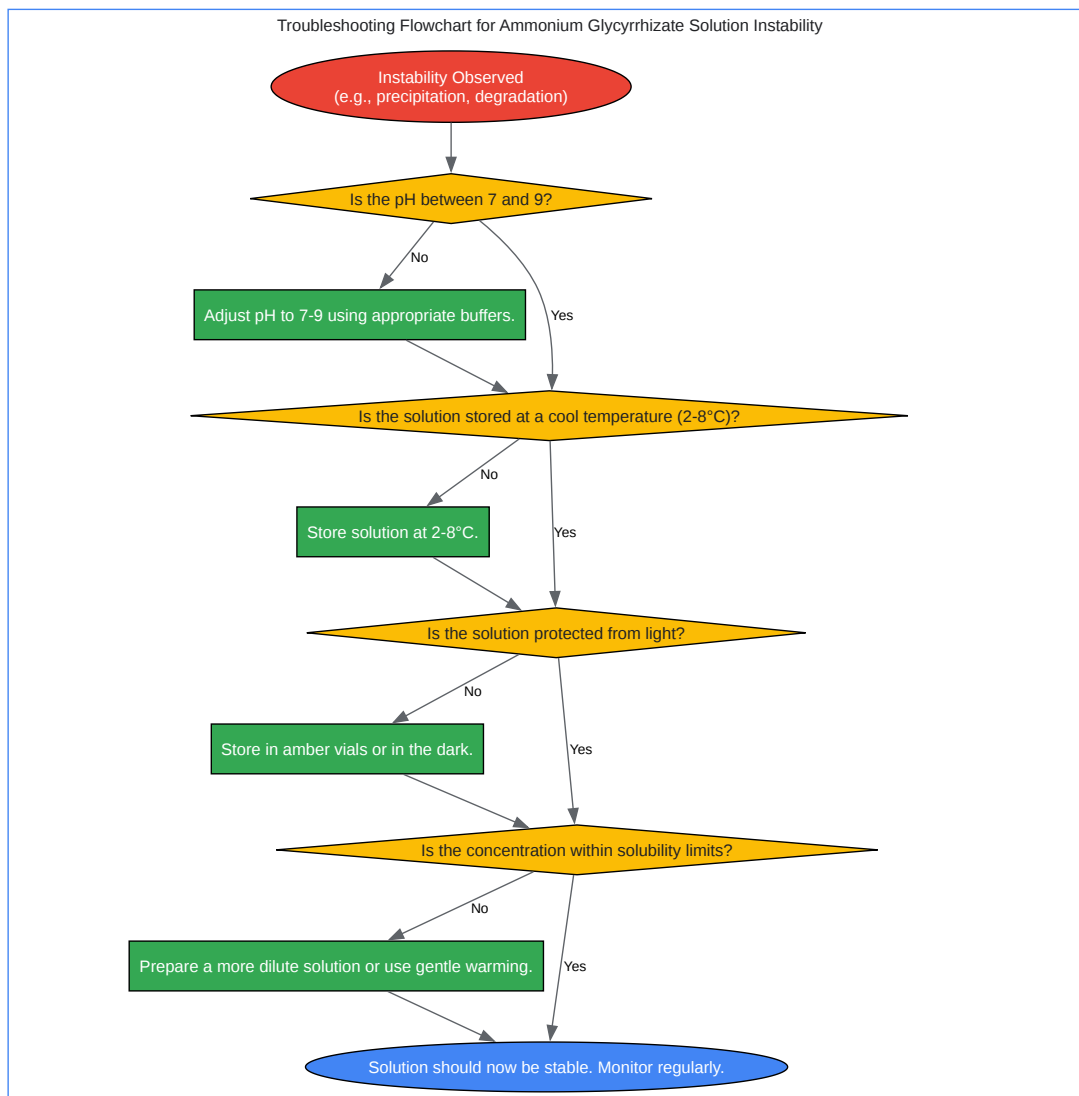 Troubleshooting Flowchart for Ammonium Glycyrrhizate Solution Instability
Instability Observed
(e.g., precipitation, degradation)
Is the pH between 7 and 9?
No
Adjust pH to 7-9 using appropriate buffers.
Yes
Is the solution stored at a cool temperature (2-8°C)?
No
Store solution at 2-8°C.
Yes
Is the solution protected from light?
No
Store in amber vials or in the dark.
Yes
Is the concentration within solubility limits?
No
Prepare a more dilute solution or use gentle warming.
Yes
Solution should now be stable. Monitor regularly.